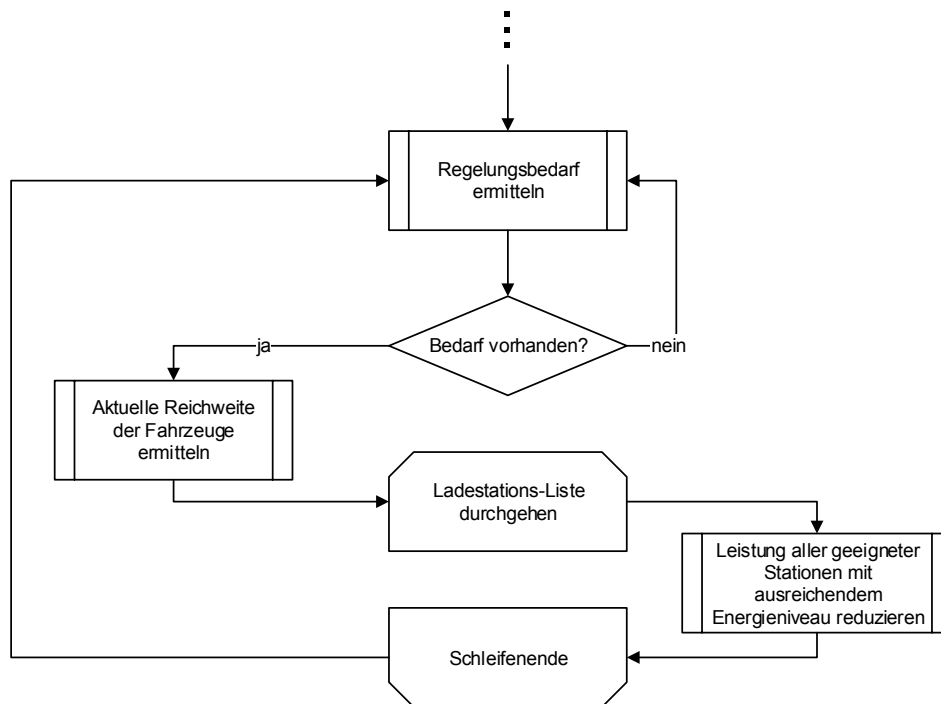 Regelungsbedarf
ermitteln
Bedarf vorhanden?
ja
nein
Aktuelle Reichweite
der Fahrzeuge
ermitteln
Ladestations-Liste
durchgehen
Leistung aller geeigneter
Stationen mit
ausreichendem
Energieniveau reduzieren
Schleifenende